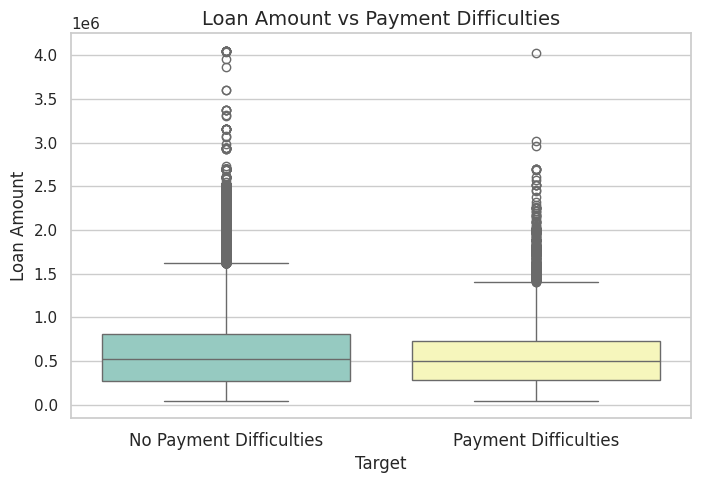 Loan Amount vs Payment Difficulties
1e6
4.0
3.5
3.0
2.5
2.0
1.5
1.0
0.5
0.0
Loan Amount
No Payment Difficulties
Payment Difficulties
Target